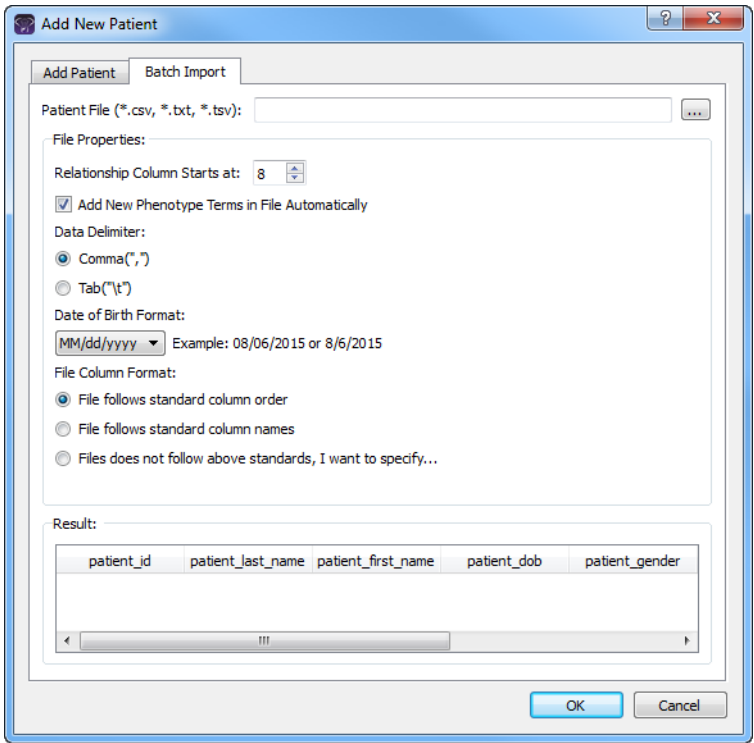 Add New Patient
?
X
Add Patient
Batch Import
Patient File (*.csv, *.txt, *.tsv):
...
File Properties:
Relationship Column Starts at: 8
Add New Phenotype Terms in File Automatically
Data Delimiter:
Comma(",")
Tab("\t")
Date of Birth Format:
MM/dd/yyyy Example: 08/06/2015 or 8/6/2015
File Column Format:
File follows standard column order
File follows standard column names
Files does not follow above standards, I want to specify...
Result:
patient_id patient_last_name patient_first_name patient_dob patient_gender
OK Cancel